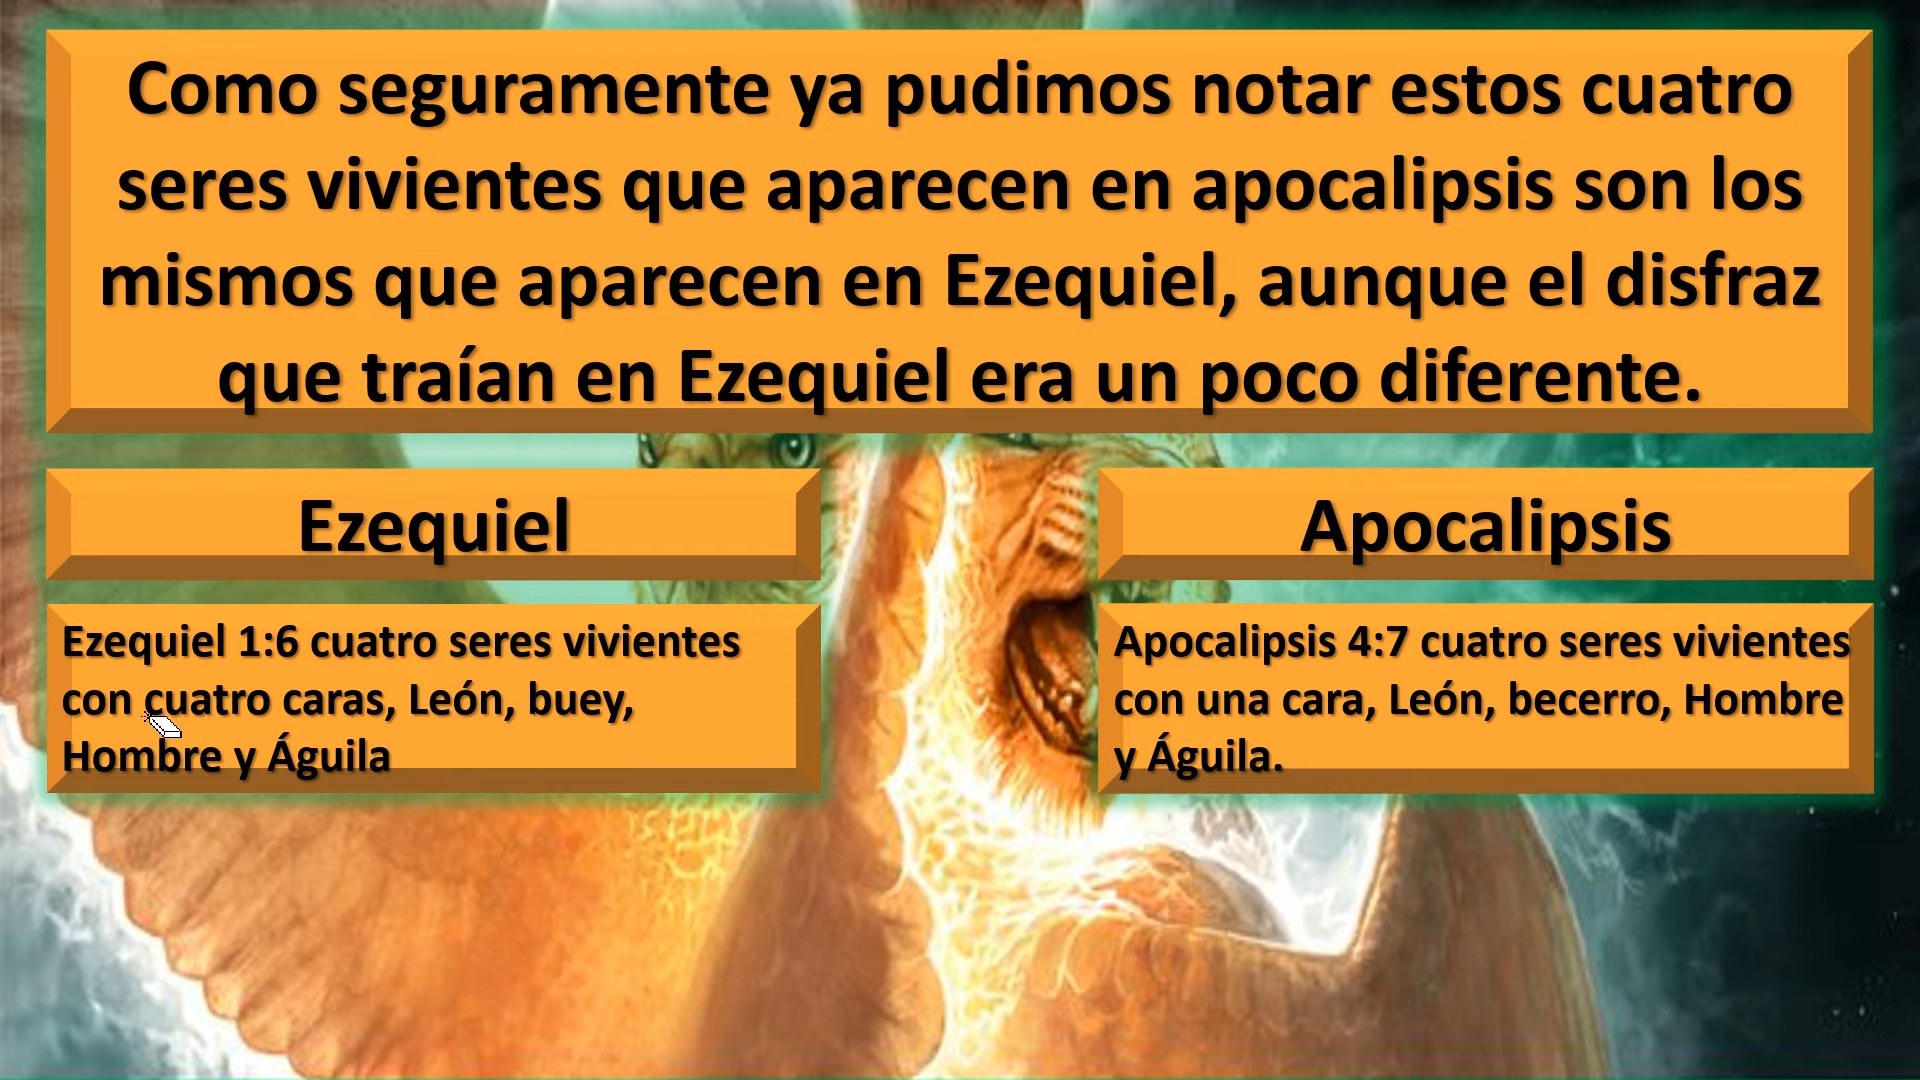 Como seguramente ya pudimos notar estos cuatro
seres vivientes que aparecen en apocalipsis son los
mismos que aparecen en Ezequiel, aunque el disfraz
que traían en Ezequiel era un poco diferente.
Ezequiel
Ezequiel 1:6 cuatro seres vivientes
con cuatro caras, León, buey,
Hombre y Águila
Apocalipsis
Apocalipsis 4:7 cuatro seres vivientes
con una cara, León, becerro, Hombre
y Águila.